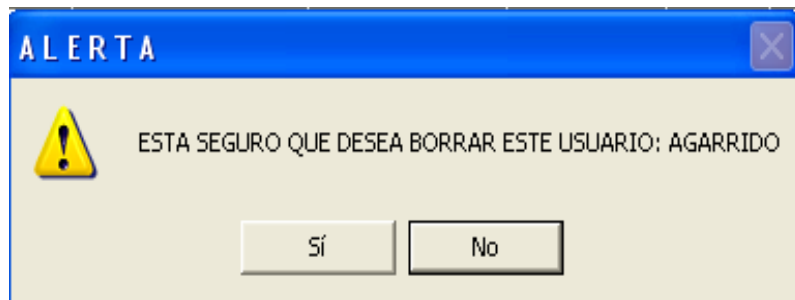 ALERTA
ESTA SEGURO QUE DESEA BORRAR ESTE USUARIO: AGARRIDO
Sí No